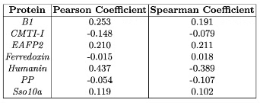 Protein Pearson Coefficient Spearman Coefficient
B1 0.253 0.191
CMTI-I -0.148 -0.079
EAFP2 0.210 0.211
Ferredoxin -0.015 0.018
Humanin 0.437 -0.389
PP -0.054 -0.107
Sso10a 0.119 0.102